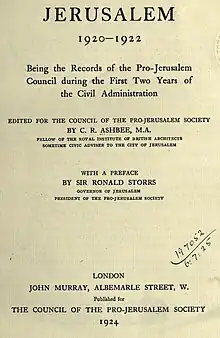 JERUSALEM
1920–1922
Being the Records of the Pro-Jerusalem
Council during the First Two Years of
the Civil Administration
EDITED FOR THE COUNCIL OF THE PRO-JERUSALEM SOCIETY
BY C. R. ASHBEE, M.A.
FELLOW OF THE ROYAL INSTITUTE OF BRITISH ARCHITECTS
SOMETIME CIVIC ADVISER TO THE CITY OF JERUSALEM
WITH A PREFACE
BY SIR RONALD STORRS
GOVERNOR OF JERUSALEM
PRESIDENT OF THE PRO-JERUSALEM SOCIETY
197052
6.7.25
LONDON
JOHN MURRAY, ALBEMARLE STREET, W.
Published for
THE COUNCIL OF THE PRO-JERUSALEM SOCIETY
1924